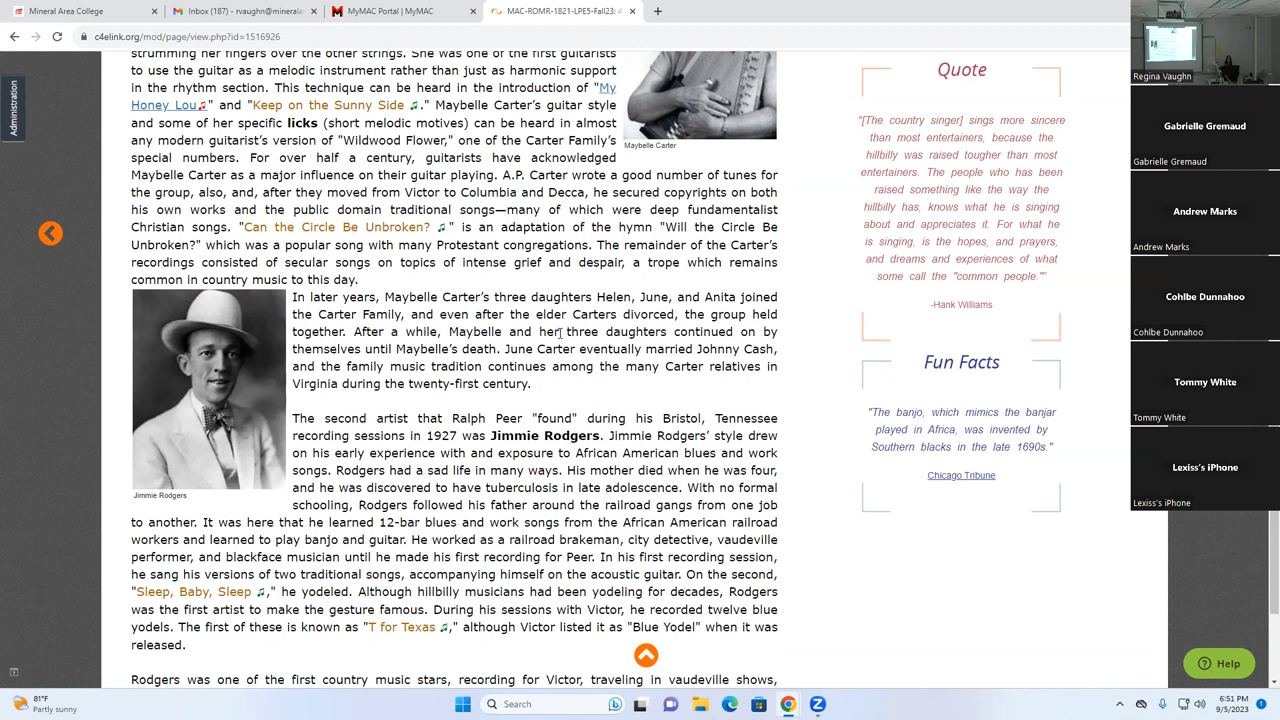 Mineral Area College
Inbox (187) - rvaughn@mineralar
MyMAC Portal | MyMAC
MAC-ROMR-1821-LPE5-Fall23: 4
c4elink.org/mod/page/view.php?id=1516926
Administration
strumming her fingers over the other strings. She was one of the first guitarists
to use the guitar as a melodic instrument rather than just as harmonic support
in the rhythm section. This technique can be heard in the introduction of "My
Honey Lou" and "Keep on the Sunny Side." Maybelle Carter's guitar style
and some of her specific licks (short melodic motives) can be heard in almost
any modern guitarist's version of "Wildwood Flower," one of the Carter Family's
special numbers. For over half a century, guitarists have acknowledged
Maybelle Carter as a major influence on their guitar playing. A.P. Carter wrote a good number of tunes for
the group, also, and, after they moved from Victor to Columbia and Decca, he secured copyrights on both
his own works and the public domain traditional songs—many of which were deep fundamentalist
Christian songs. "Can the Circle Be Unbroken?" is an adaptation of the hymn "Will the Circle Be
Unbroken?" which was a popular song with many Protestant congregations. The remainder of the Carter's
recordings consisted of secular songs on topics of intense grief and despair, a trope which remains
common in country music to this day.
Maybelle Carter
In later years, Maybelle Carter's three daughters Helen, June, and Anita joined
the Carter Family, and even after the elder Carters divorced, the group held
together. After a while, Maybelle and her three daughters continued on by
themselves until Maybelle's death. June Carter eventually married Johnny Cash,
and the family music tradition continues among the many Carter relatives in
Virginia during the twenty-first century.
The second artist that Ralph Peer "found" during his Bristol, Tennessee
recording sessions in 1927 was Jimmie Rodgers. Jimmie Rodgers' style drew
on his early experience with and exposure to African American blues and work
songs. Rodgers had a sad life in many ways. His mother died when he was four,
and he was discovered to have tuberculosis in late adolescence. With no formal
schooling, Rodgers follows his father around the railroad gangs from one job
Jimmie Rodgers
to another. It was here that he learned 12-bar blues and work songs from the African American railroad
workers and learned to play banjo and guitar. He worked as a railroad brakeman, city detective, vaudeville
performer, and blackface musician until he made his first recording for Peer. In his first recording session,
he sang his versions of two traditional songs, accompanying himself on the acoustic guitar. On the second,
"Sleep, Baby, Sleep," he yodeled. Although hillbilly musicians had been yodeling for decades, Rodgers
was the first artist to make the gesture famous. During his sessions with Victor, he recorded twelve blue
yodels. The first of these is known as "T for Texas," although Victor listed it as "Blue Yodel" when it was
released.
Rodgers was one of the first country music stars, recording for Victor, traveling in vaudeville shows,
Quote
"[The country singer] sings more sincere
than most entertainers, because the
hillbilly was raised tougher than most
entertainers. The people who has been
raised something like the way the
hillbilly has, knows what he is singing
about and appreciates it. For what he
is singing, is the hopes, and prayers,
and dreams and experiences of what
some call the "common people.""
-Hank Williams
Fun Facts
"The banjo, which mimics the banjar
played in Africa, was invented by
Southern blacks in the late 1690s."
Chicago Tribune
Regina Vaughn
Gabrielle Gremaud
Gabrielle Gremaud
Andrew Marks
Andrew Marks
Cohlbe Dunnahoo
Cohlbe Dunnahoo
Tommy White
Tommy White
Lexiss's iPhone
Lexiss's iPhone
Help
81°F
Partly sunny
Search
6:51 PM
9/5/2023